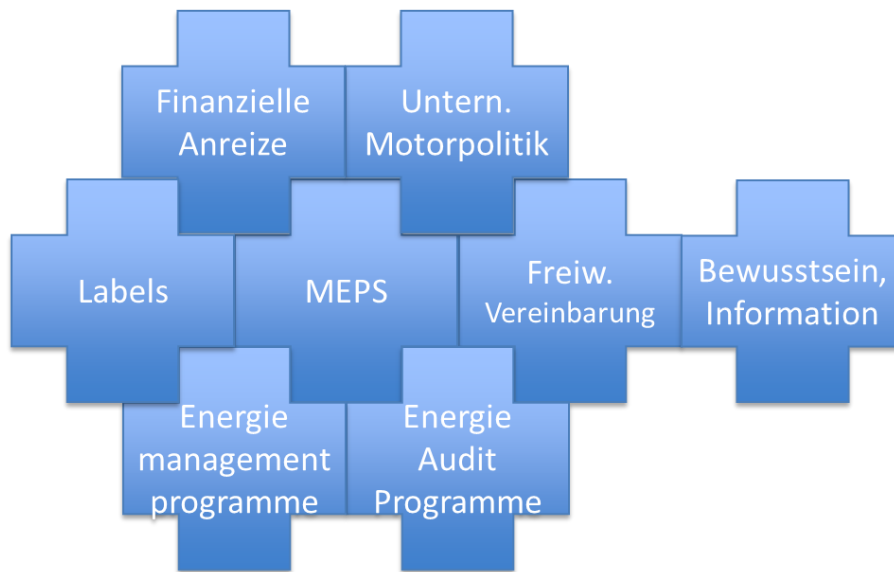 Finanzielle
Anreize
Untern.
Motorpolitik
Labels
MEPS
Freiw.
Vereinbarung
Bewusstsein,
Information
Energie
management
programme
Energie
Audit
Programme